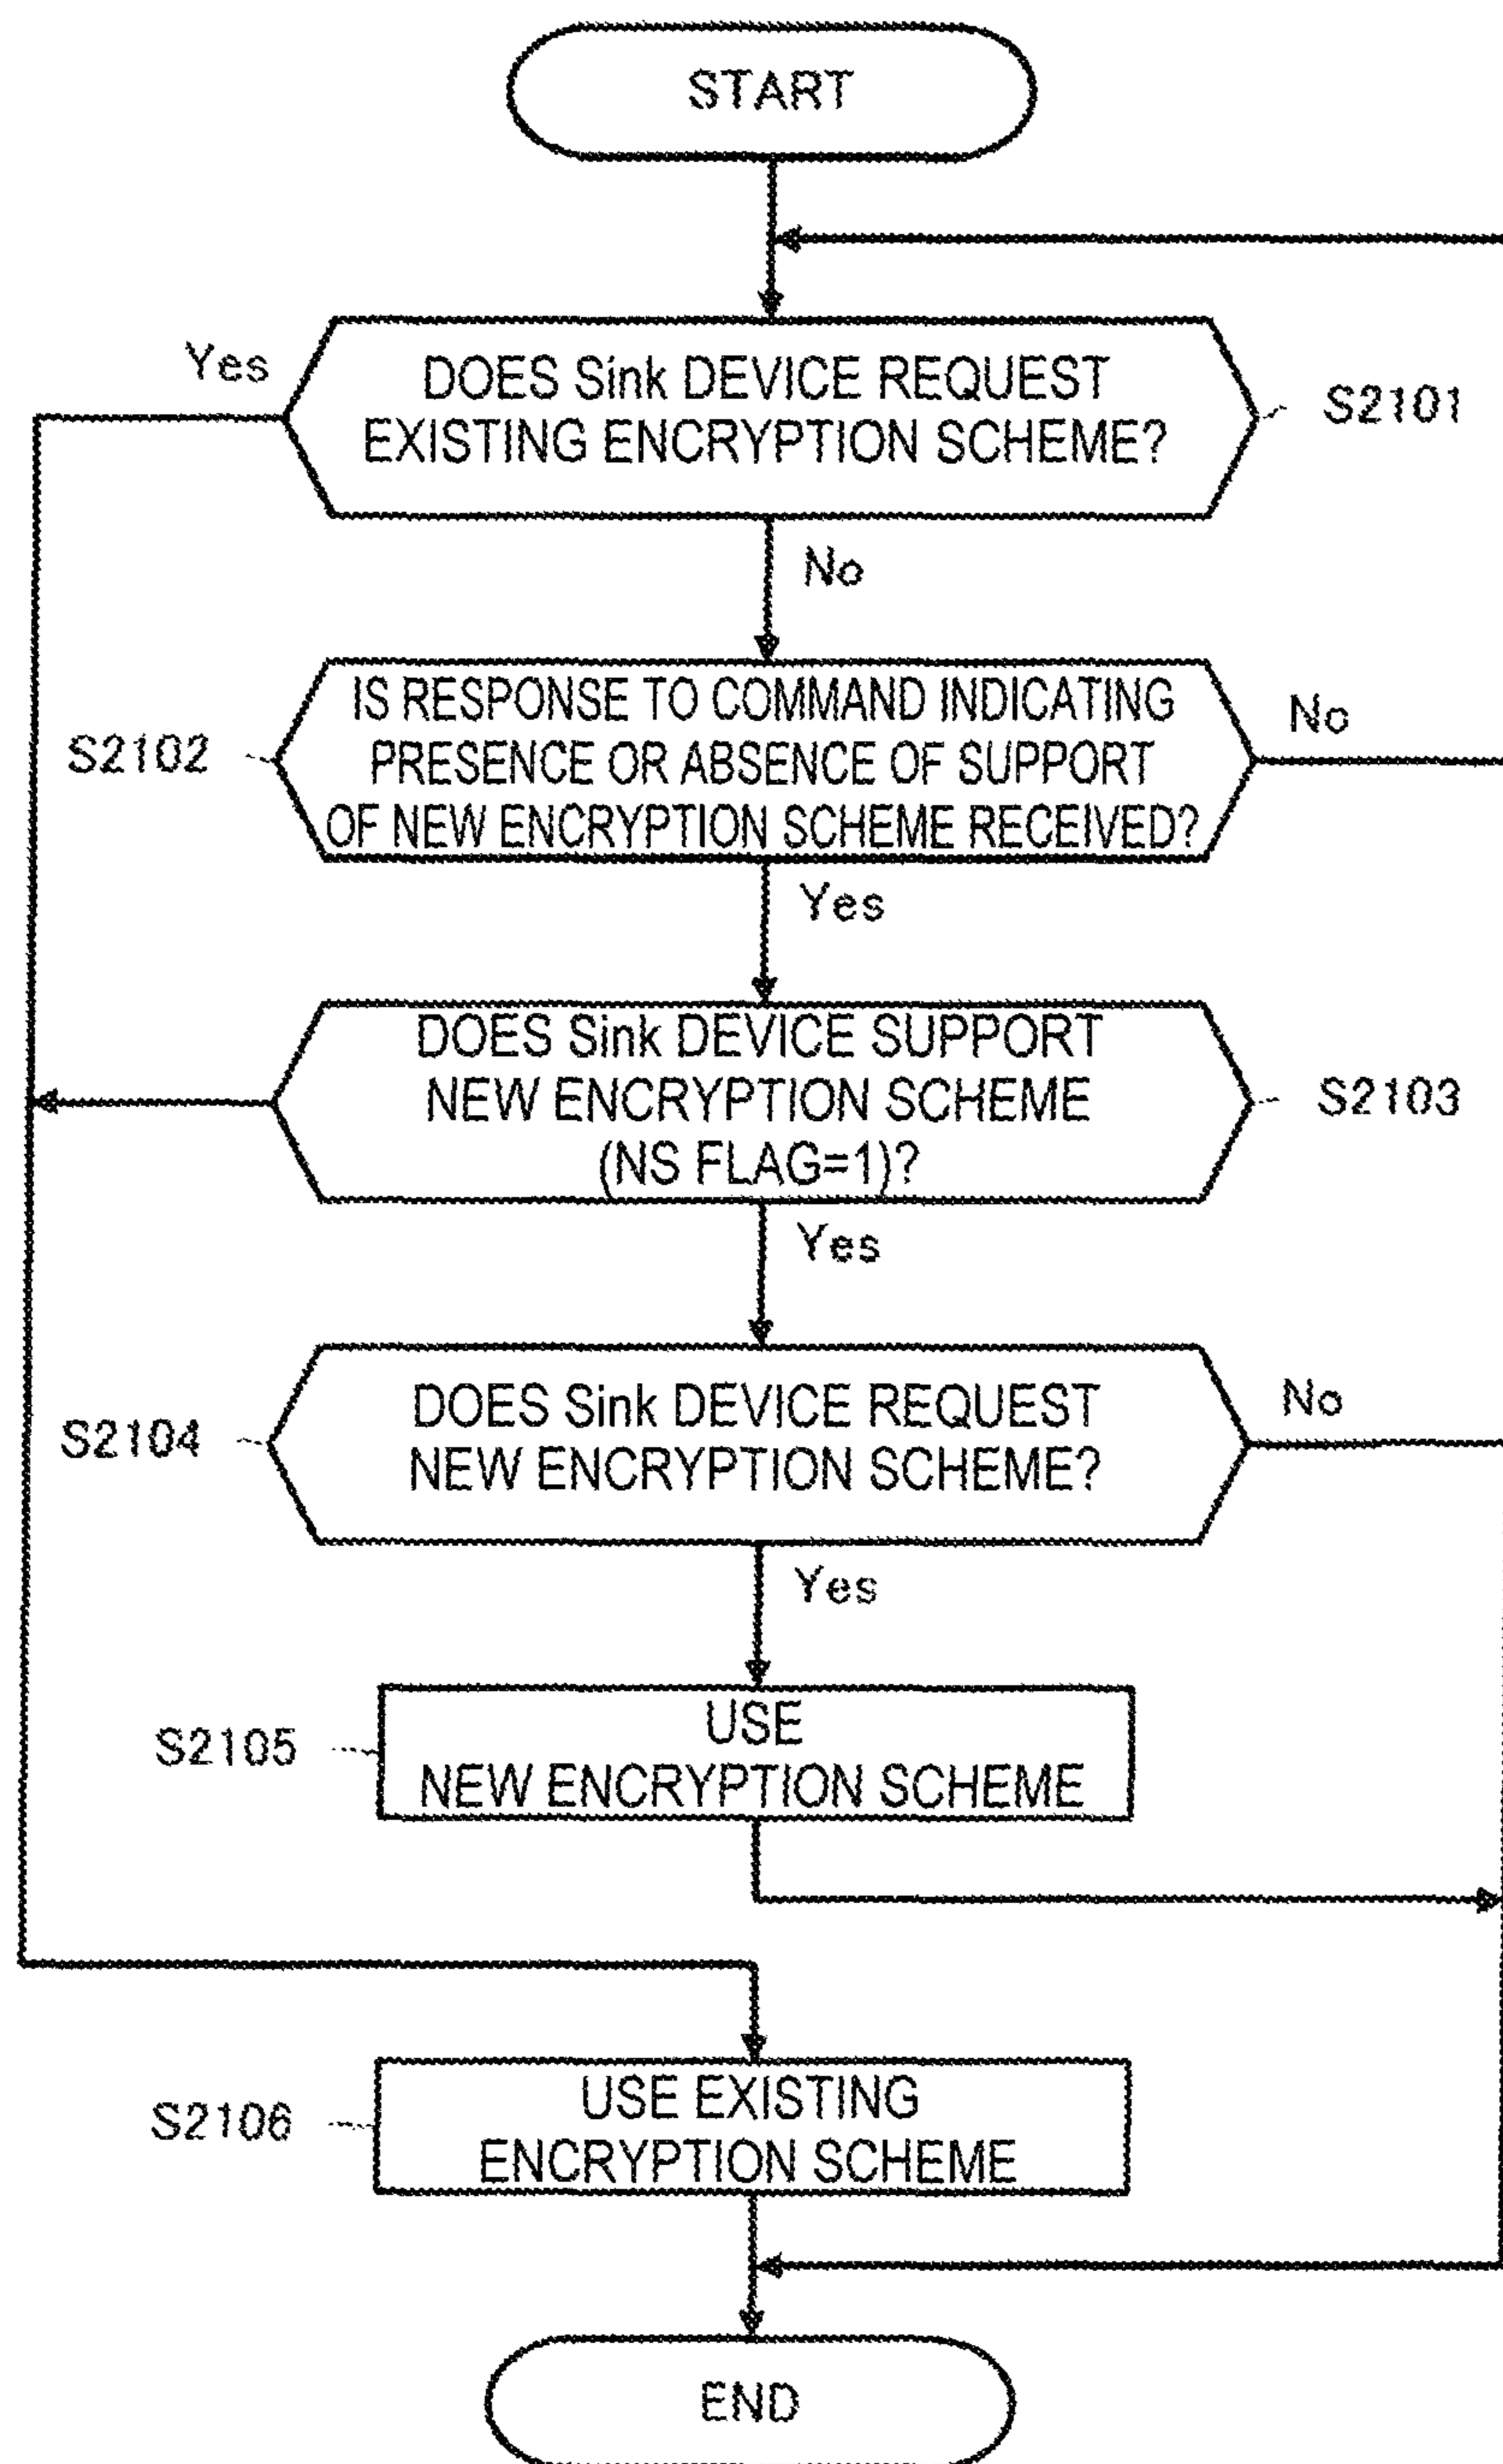 START
Yes
DOES Sink DEVICE REQUEST
EXISTING ENCRYPTION SCHEME?
S2101
No
IS RESPONSE TO COMMAND INDICATING
PRESENCE OR ABSENCE OF SUPPORT
OF NEW ENCRYPTION SCHEME RECEIVED?
S2102
No
Yes
DOES Sink DEVICE SUPPORT
NEW ENCRYPTION SCHEME
(NS FLAG=1)?
S2103
Yes
DOES Sink DEVICE REQUEST
NEW ENCRYPTION SCHEME?
S2104
No
Yes
USE
NEW ENCRYPTION SCHEME
S2105
USE EXISTING
ENCRYPTION SCHEME
S2106
END